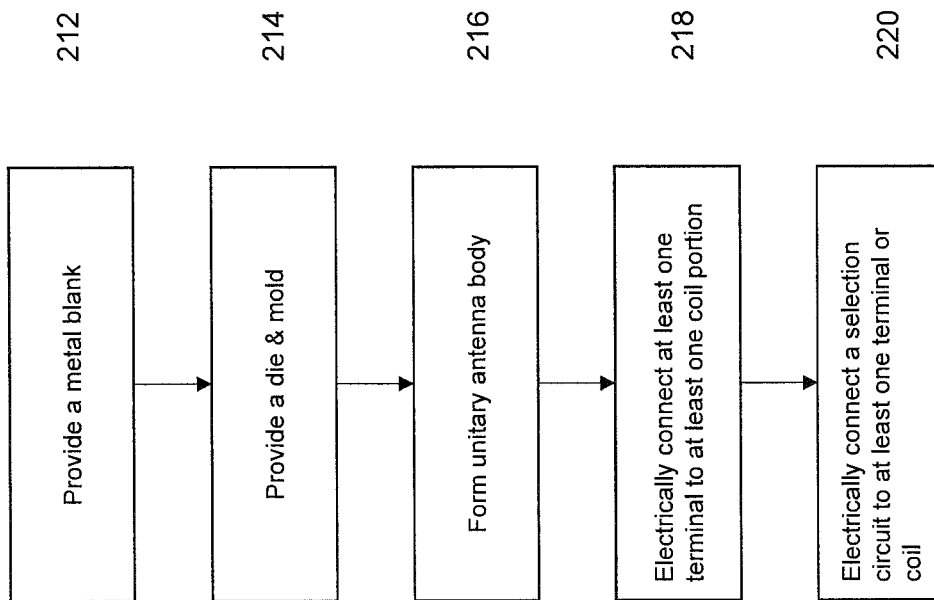 Provide a metal blank
212
Provide a die & mold
214
Form unitary antenna body
216
Electrically connect at least one
terminal to at least one coil portion
218
Electrically connect a selection
circuit to at least one terminal or
coil
220